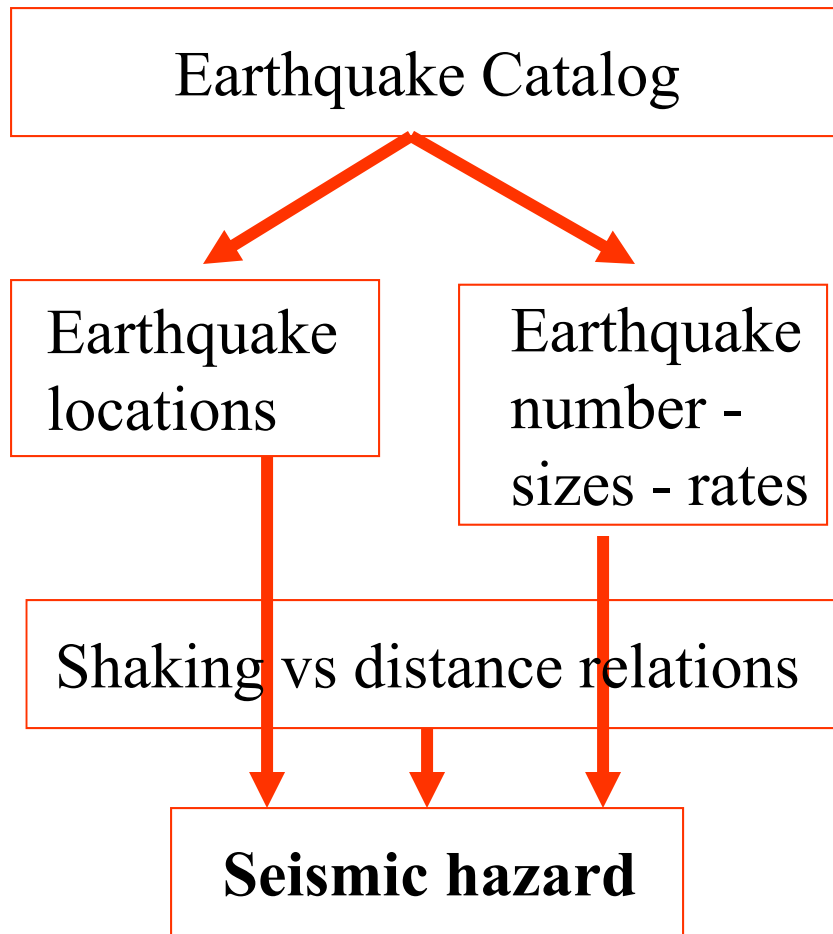 Earthquake Catalog
Earthquake
locations
Earthquake
number -
sizes - rates
Shaking vs distance relations
Seismic hazard